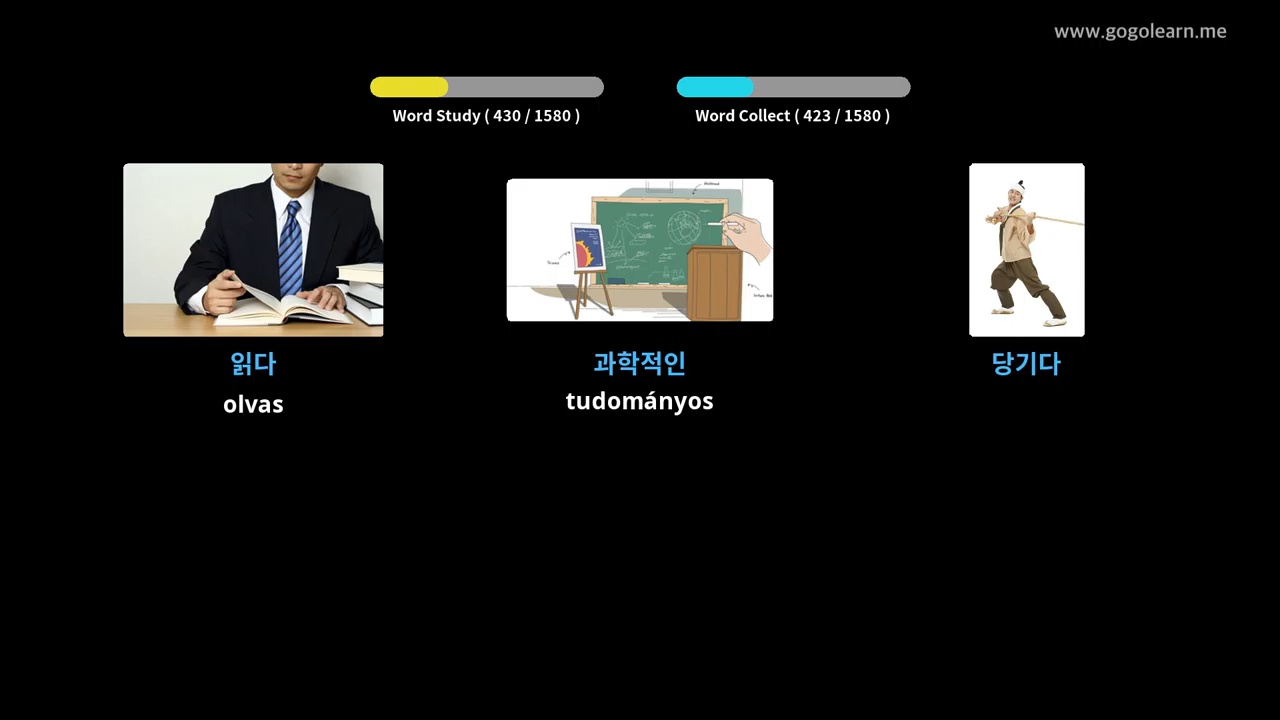 www.gogolearn.me
Word Study ( 430 / 1580 )
Word Collect ( 423 / 1580 )
읽다
과학적인
당기다
olvas
tudományos